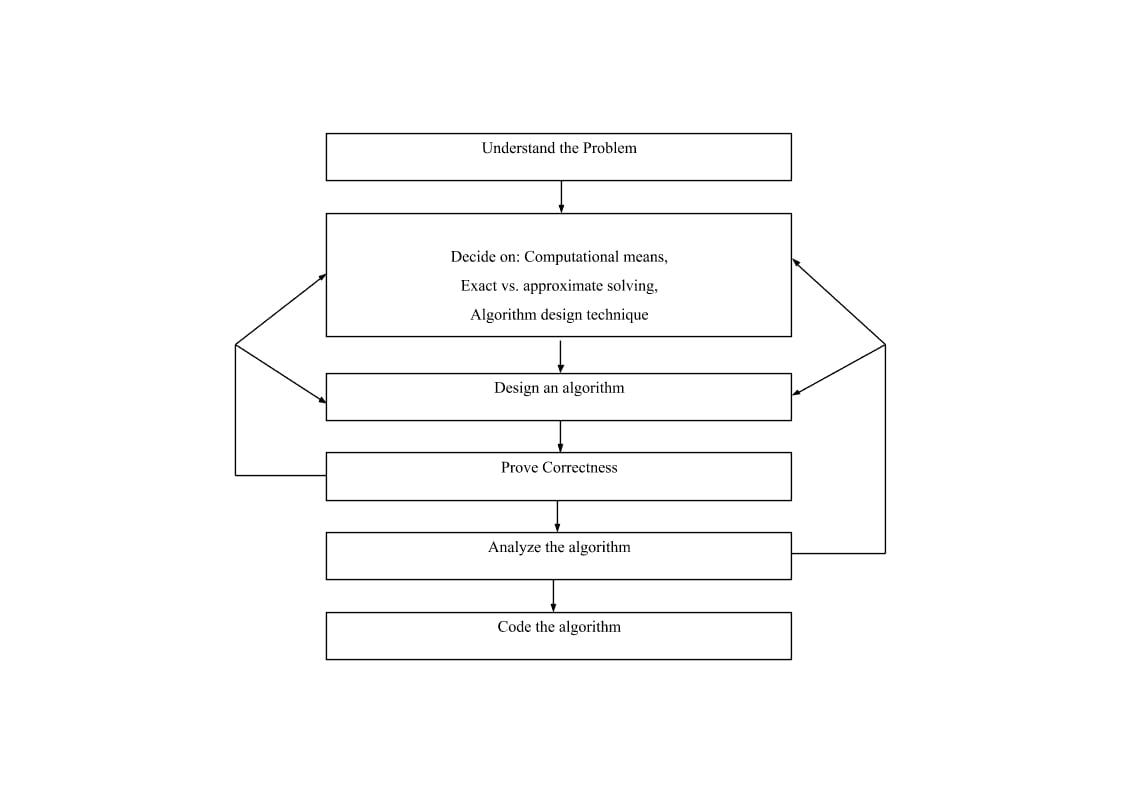 Understand the Problem
Decide on: Computational means,
Exact vs. approximate solving,
Algorithm design technique
Design an algorithm
Prove Correctness
Analyze the algorithm
Code the algorithm